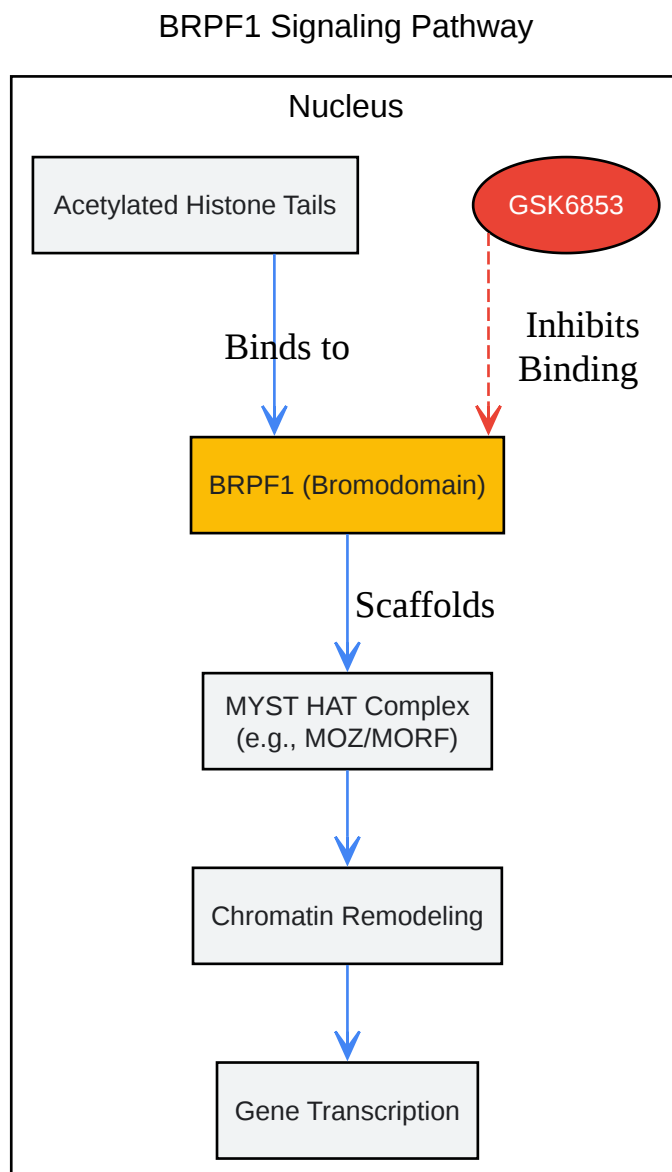 BRPF1 Signaling Pathway
Nucleus
Acetylated Histone Tails
GSK6853
Binds to
Inhibits
Binding
BRPF1 (Bromodomain)
Scaffolds
MYST HAT Complex
(e.g., MOZ/MORF)
Chromatin Remodeling
Gene Transcription